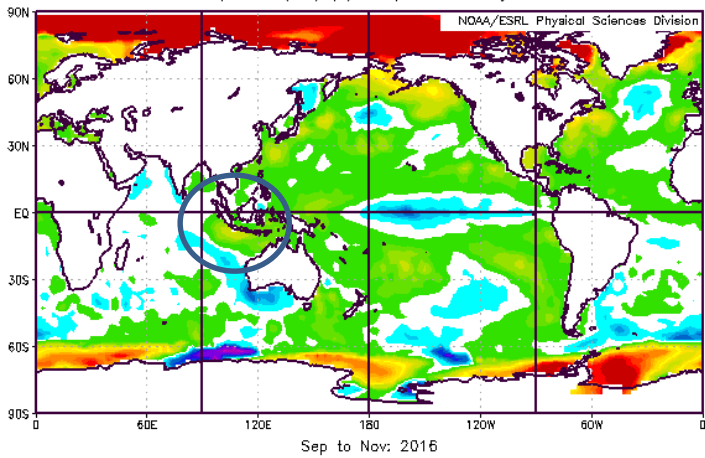 NOAA/ESRL Physical Sciences Division
90N
60N
30N
EQ
30S
60S
90S
0 60E 120E 180 120W 60W 0
Sep to Nov: 2016